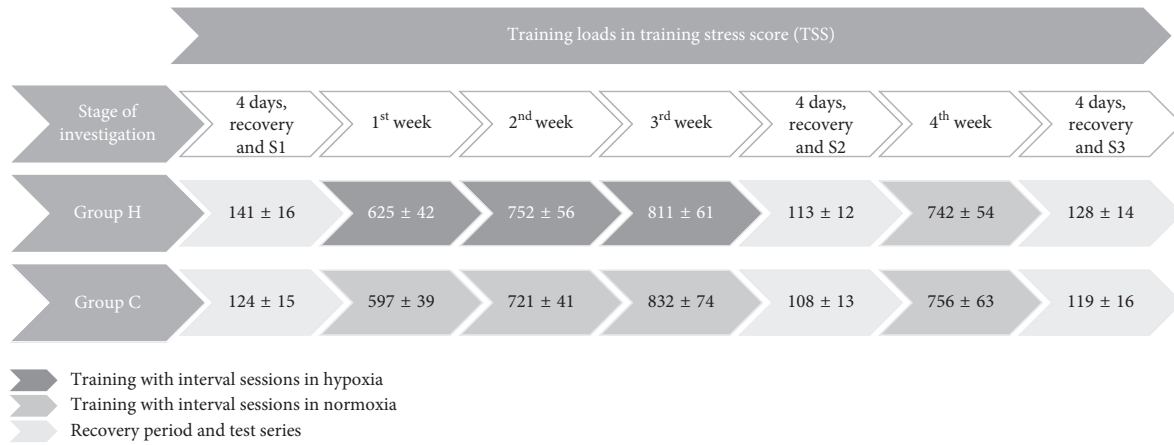 Training loads in training stress score (TSS)
Stage of
investigation
4 days,
recovery
and S1
1st week
2nd week
3rd week
4 days,
recovery
and S2
4th week
4 days,
recovery
and S3
Group H
141 ± 16
625 ± 42
752 ± 56
811 ± 61
113 ± 12
742 ± 54
128 ± 14
Group C
124 ± 15
597 ± 39
721 ± 41
832 ± 74
108 ± 13
756 ± 63
119 ± 16
Training with interval sessions in hypoxia
Training with interval sessions in normoxia
Recovery period and test series